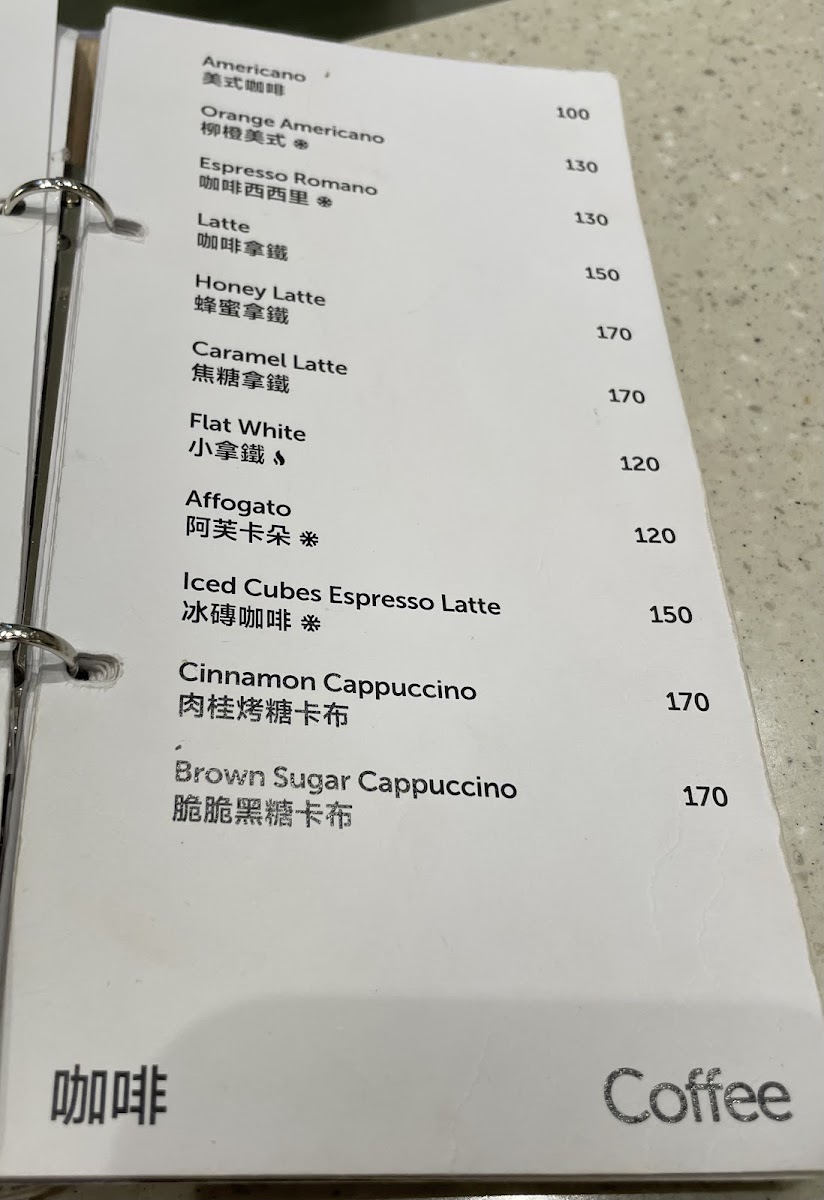 Americano
美式咖啡
100
Orange Americano
柳橙美式 ❄
130
Espresso Romano
咖啡西西里 ❄
130
Latte
咖啡拿鐵
150
Honey Latte
蜂蜜拿鐵
170
Caramel Latte
焦糖拿鐵
170
Flat White
小拿鐵
120
Affogato
阿芙卡朵 ❄
120
Iced Cubes Espresso Latte
冰磚咖啡 ❄
150
Cinnamon Cappuccino
肉桂烤糖卡布
170
Brown Sugar Cappuccino
脆脆黑糖卡布
170
咖啡
Coffee